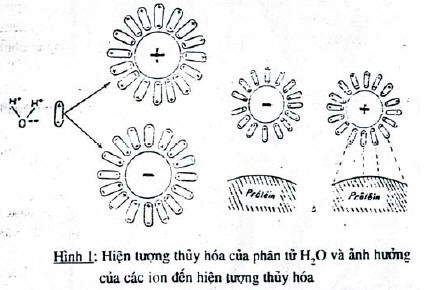 H⁺ H⁺
O⁻⁻
+
-
-
+
Prôtêin
Prôtêin
Hình 1: Hiện tượng thủy hóa của phân tử H₂O và ảnh hưởng
của các ion đến hiện tượng thủy hóa